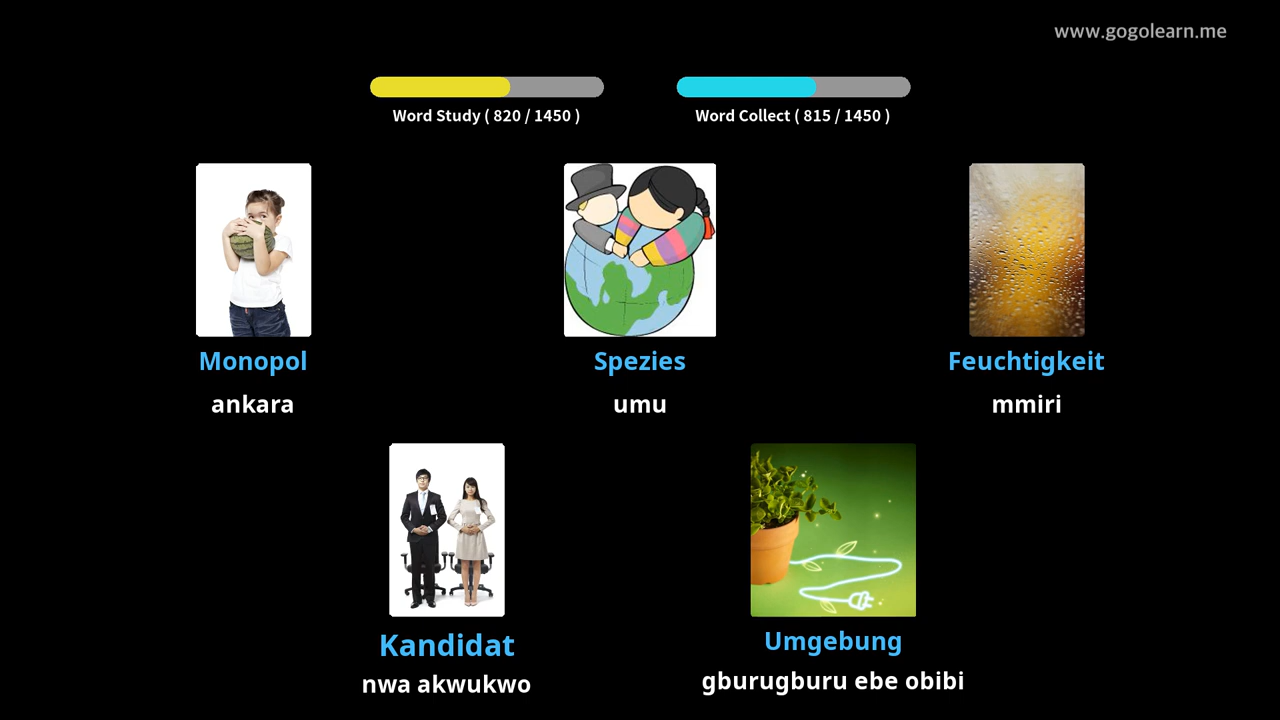 www.gogolearn.me
Word Study ( 820 / 1450 )
Word Collect ( 815 / 1450 )
Monopol
ankara
Spezies
umu
Feuchtigkeit
mmiri
Kandidat
nwa akwukwo
Umgebung
gburugburu ebe obibi